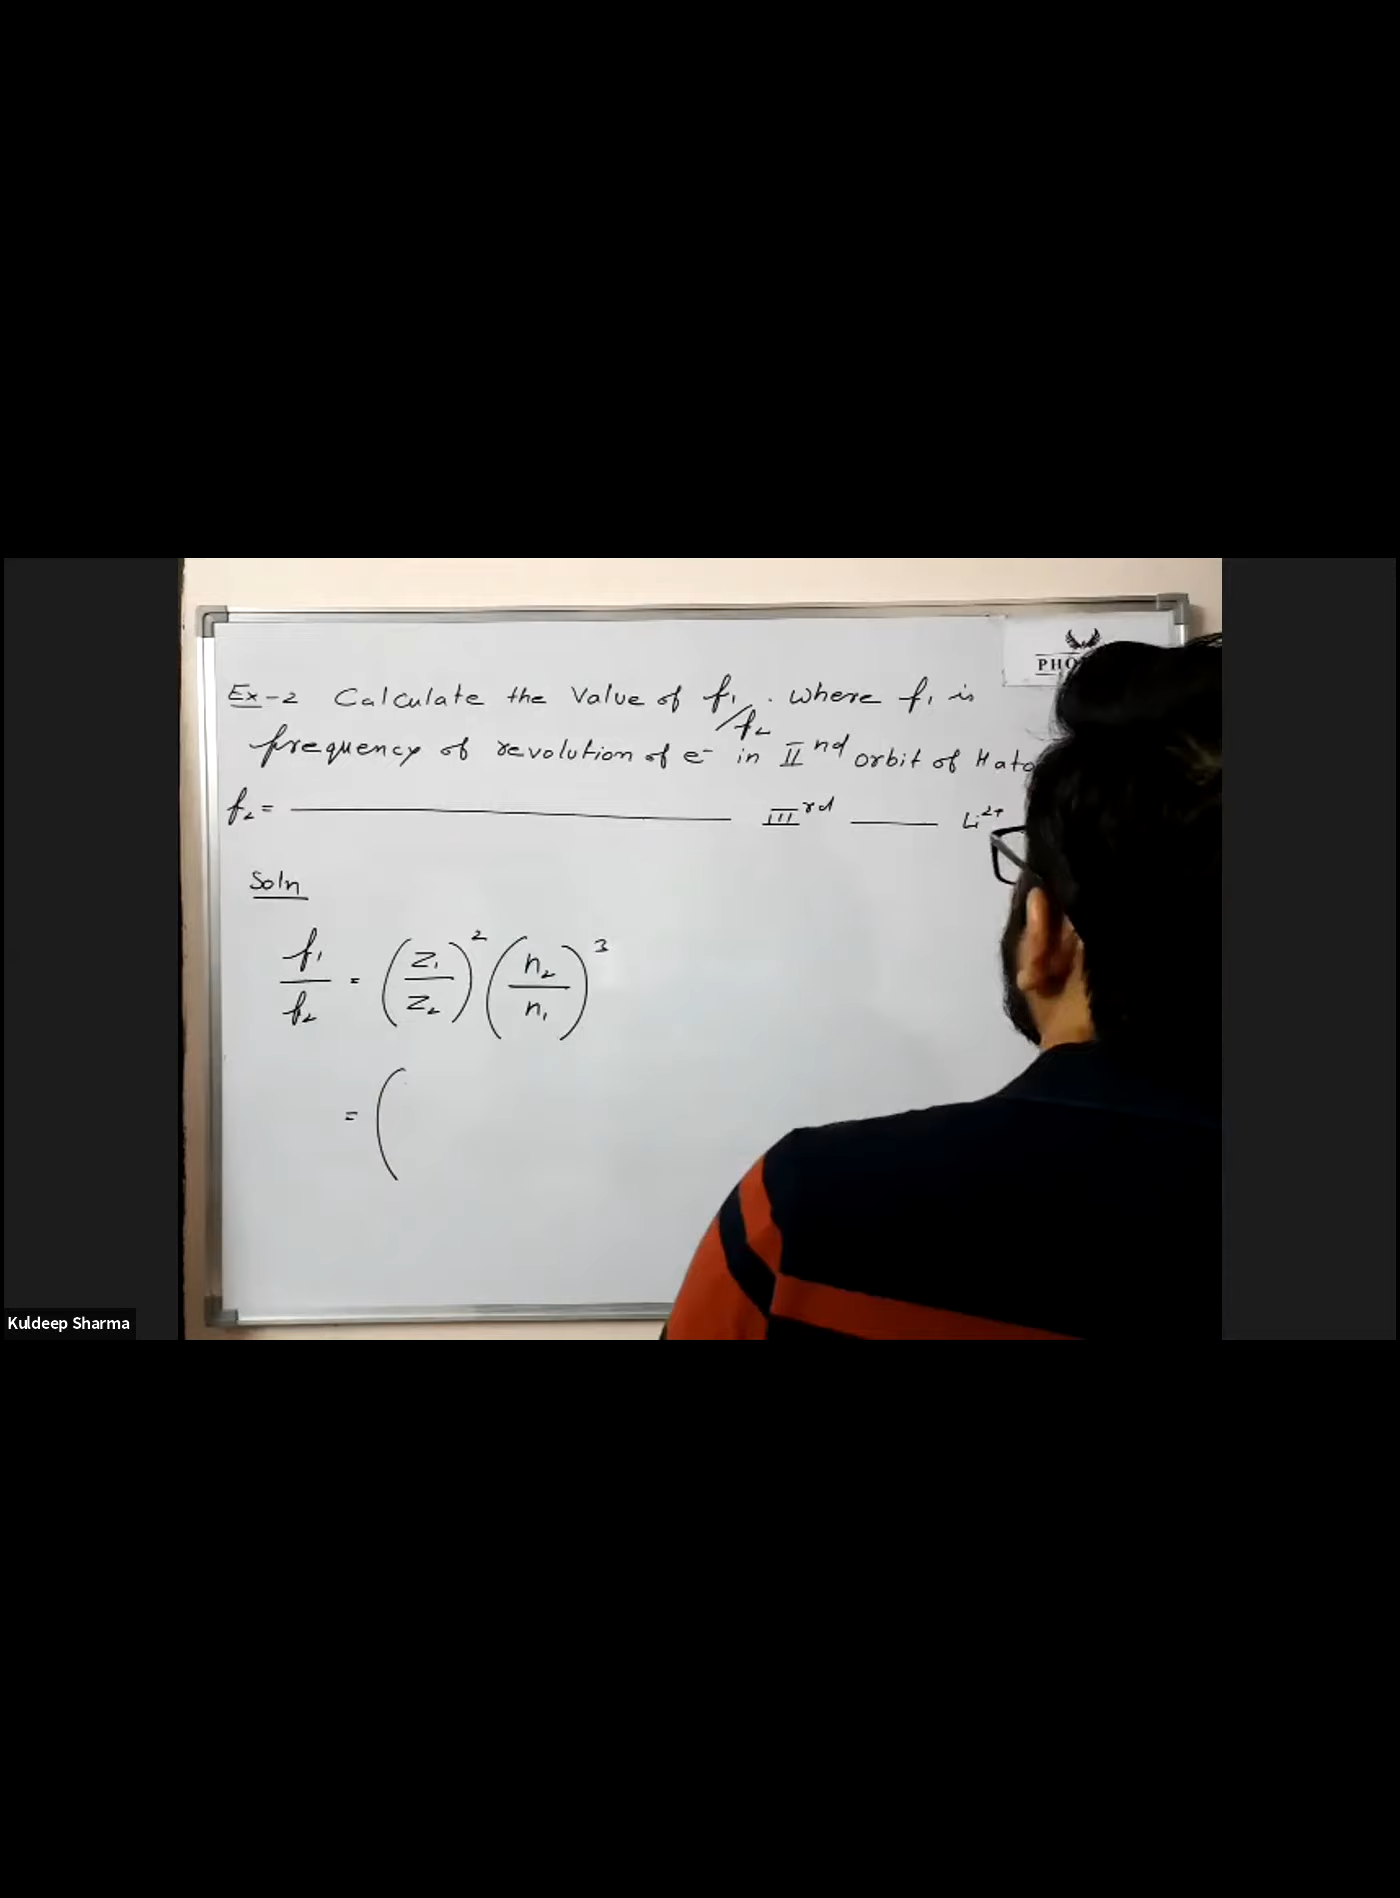 PHO
Ex-2 Calculate the Value of f₁/f₂. where f₁ is
frequency of revolution of e⁻ in IInd orbit of H ato
f₂ = ——— IIIrd ——— Li²⁺
Soln
f₁/f₂ = (Z₁/Z₂)² (n₂/n₁)³
= (
Kuldeep Sharma